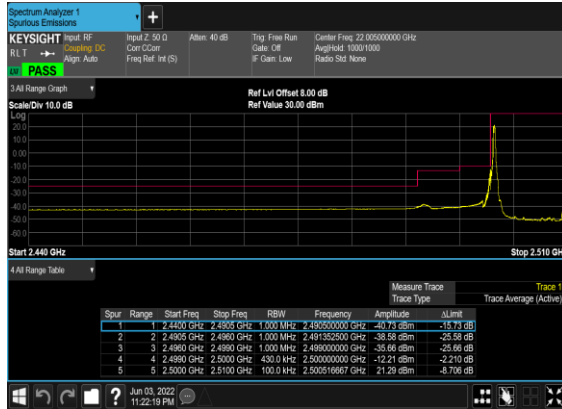 Spectrum Analyzer 1
Spurious Emissions
KEYSIGHT Input: RF Input Z: 50 Ω Atten: 40 dB Trig: Free Run Center Freq: 22.005000000 GHz
RLT Coupling: DC Corr CCorr Gate: Off Avg|Hold: 1000/1000
Align: Auto Freq Ref: Int (S) IF Gain: Low Radio Std: None
PASS
3 All Range Graph
Ref Lvl Offset 8.00 dB
Scale/Div 10.0 dB Ref Value 30.00 dBm
Log
20.0
10.0
0.00
-10.0
-20.0
-30.0
-40.0
-50.0
-60.0
Start 2.440 GHz Stop 2.510 GH
4 All Range Table
Measure Trace Trace 1
Trace Type Trace Average (Active)
Spur Range Start Freq Stop Freq RBW Frequency Amplitude ΔLimit
1 1 2.4400 GHz 2.4905 GHz 1.000 MHz 2.490500000 GHz -40.73 dBm -15.73 dB
2 2 2.4905 GHz 2.4960 GHz 1.000 MHz 2.491352500 GHz -38.58 dBm -25.58 dB
3 3 2.4960 GHz 2.4990 GHz 1.000 MHz 2.499000000 GHz -35.66 dBm -25.66 dB
4 4 2.4990 GHz 2.5000 GHz 430.0 kHz 2.500000000 GHz -12.21 dBm -2.210 dB
5 5 2.5000 GHz 2.5100 GHz 100.0 kHz 2.500516667 GHz 21.29 dBm -8.706 dB
? Jun 03, 2022
11:22:19 PM